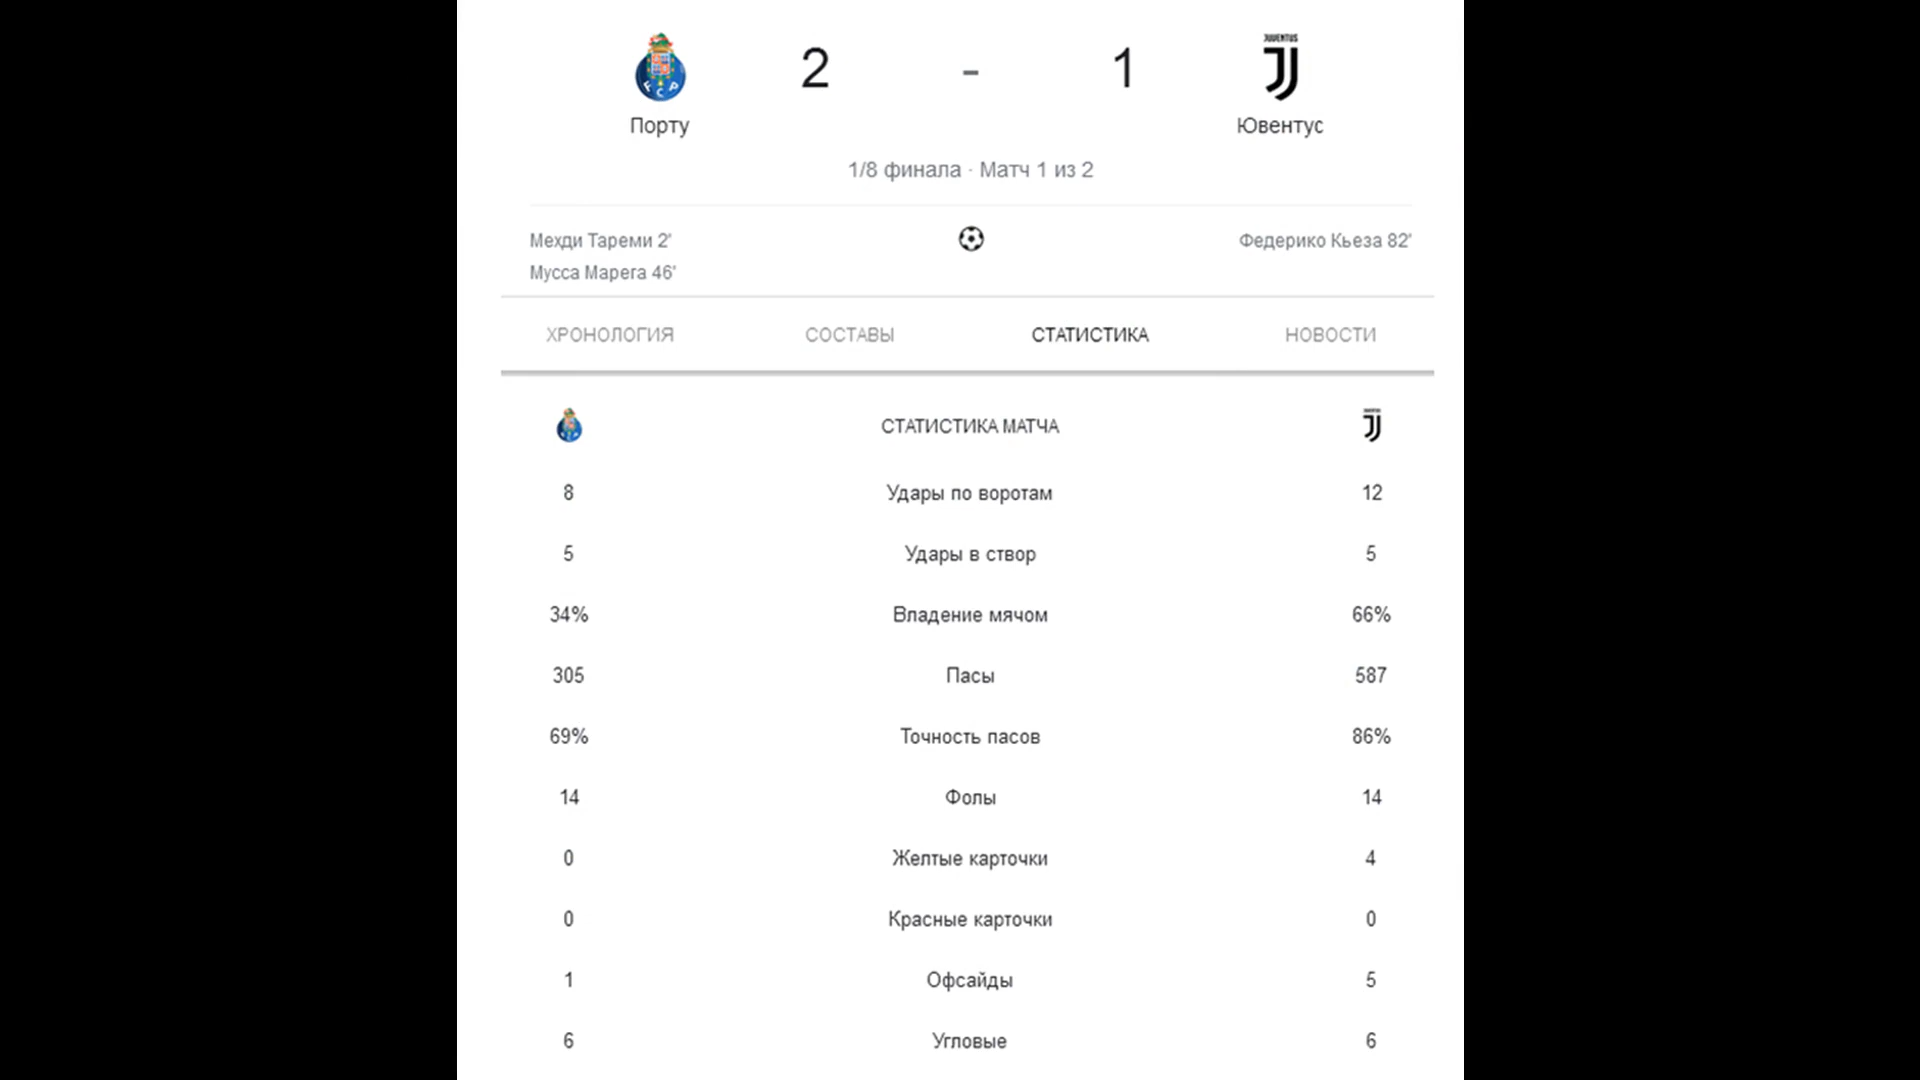 2 - 1
JUVENTUS
FCP
Порту Ювентус
1/8 финала · Матч 1 из 2
Мехди Тареми 2' Федерико Кьеза 82'
Мусса Марега 46'
ХРОНОЛОГИЯ СОСТАВЫ СТАТИСТИКА НОВОСТИ
СТАТИСТИКА МАТЧА
8 Удары по воротам 12
5 Удары в створ 5
34% Владение мячом 66%
305 Пасы 587
69% Точность пасов 86%
14 Фолы 14
0 Желтые карточки 4
0 Красные карточки 0
1 Офсайды 5
6 Угловые 6